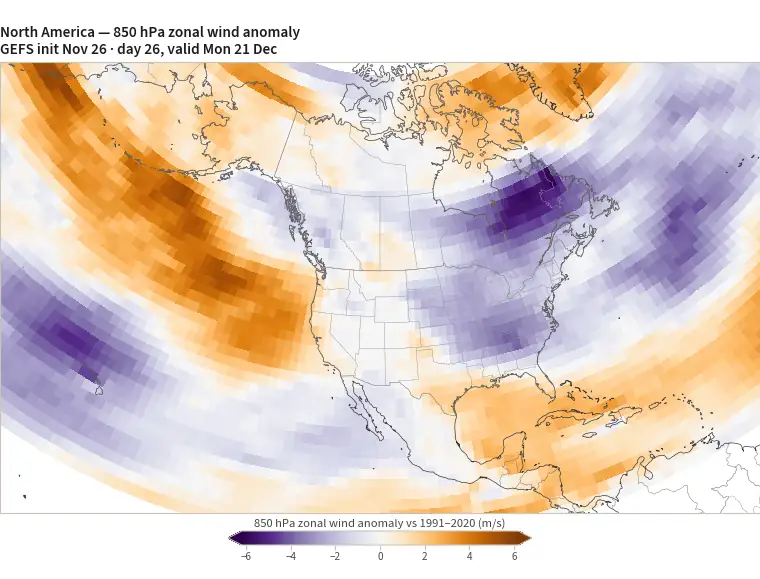 North America — 850 hPa zonal wind anomaly
GEFS init Nov 26 · day 26, valid Mon 21 Dec
850 hPa zonal wind anomaly vs 1991–2020 (m/s)
−6 −4 −2 0 2 4 6